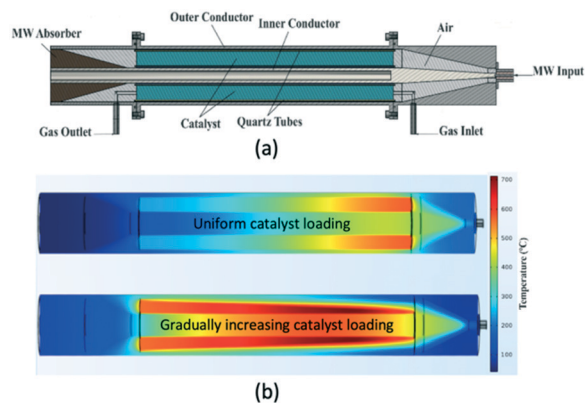 Outer Conductor
Inner Conductor
MW Absorber
Air
MW Input
Gas Outlet
Catalyst
Quartz Tubes
Gas Inlet
(a)
Uniform catalyst loading
Gradually increasing catalyst loading
700
600
500
400
300
200
100
Temperature (°C)
(b)